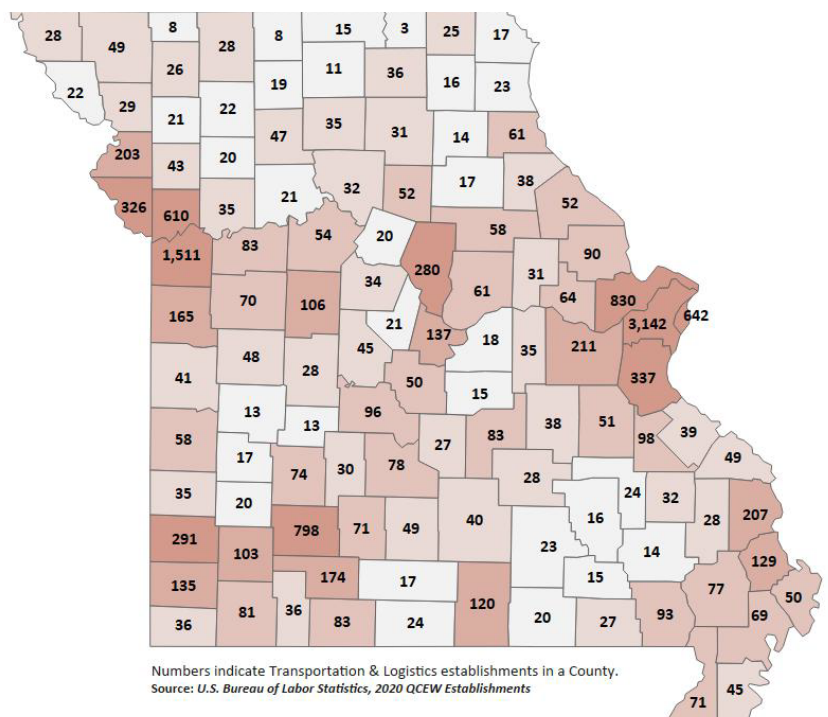 28 49 8 28 8 15 3 25 17
22 29 26 22 19 11 36 16 23
21 47 35 31 14 61
203 43 20 32 52 17 38
326 610 35 21 52
1,511 83 54 20 280 58 90
165 70 106 34 61 31 64 830 642
21 137 18 35 211 3,142
41 48 28 45 50 15 337
58 13 13 96 27 83 38 51 98 39
17 74 30 78 28 49
35 20 40 16 24 32 28 207
291 103 798 71 49 23 14 129
135 174 17 120 15 77 50
36 81 36 83 24 20 27 93 69
71 45
Numbers indicate Transportation & Logistics establishments in a County.
Source: U.S. Bureau of Labor Statistics, 2020 QCEW Establishments